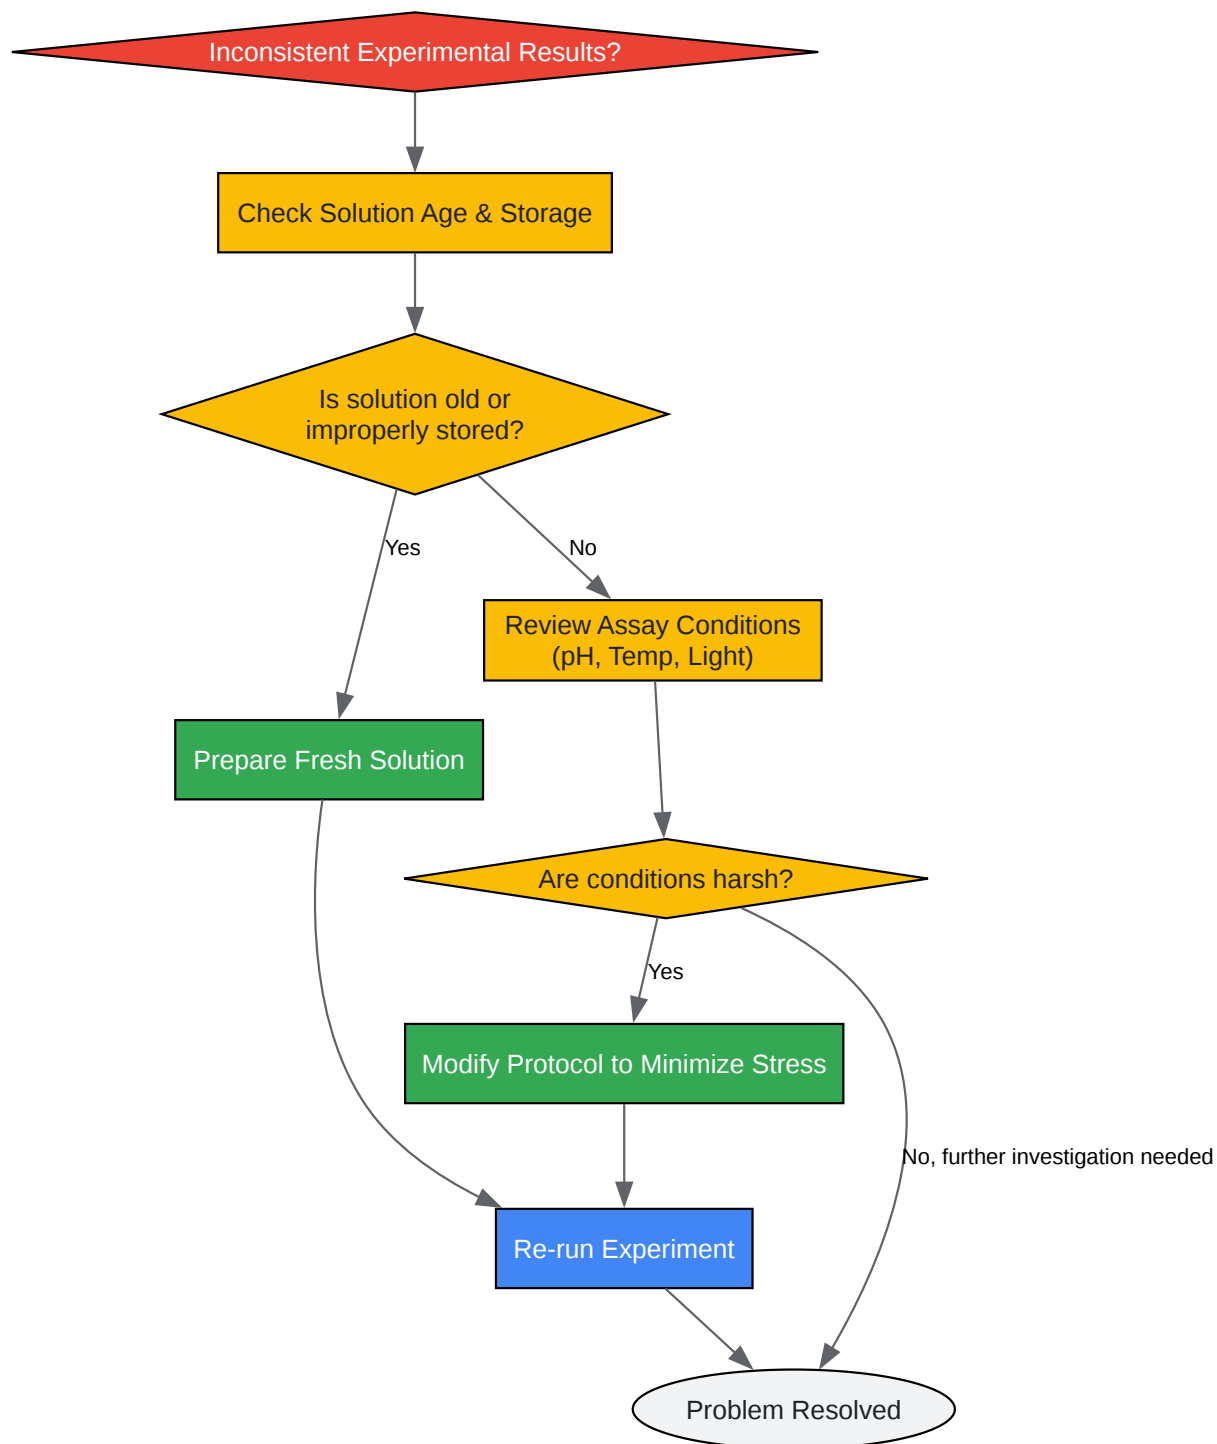 Inconsistent Experimental Results?
Check Solution Age & Storage
Is solution old or
improperly stored?
Yes
No
Review Assay Conditions
(pH, Temp, Light)
Prepare Fresh Solution
Are conditions harsh?
Yes
Modify Protocol to Minimize Stress
No, further investigation needed
Re-run Experiment
Problem Resolved